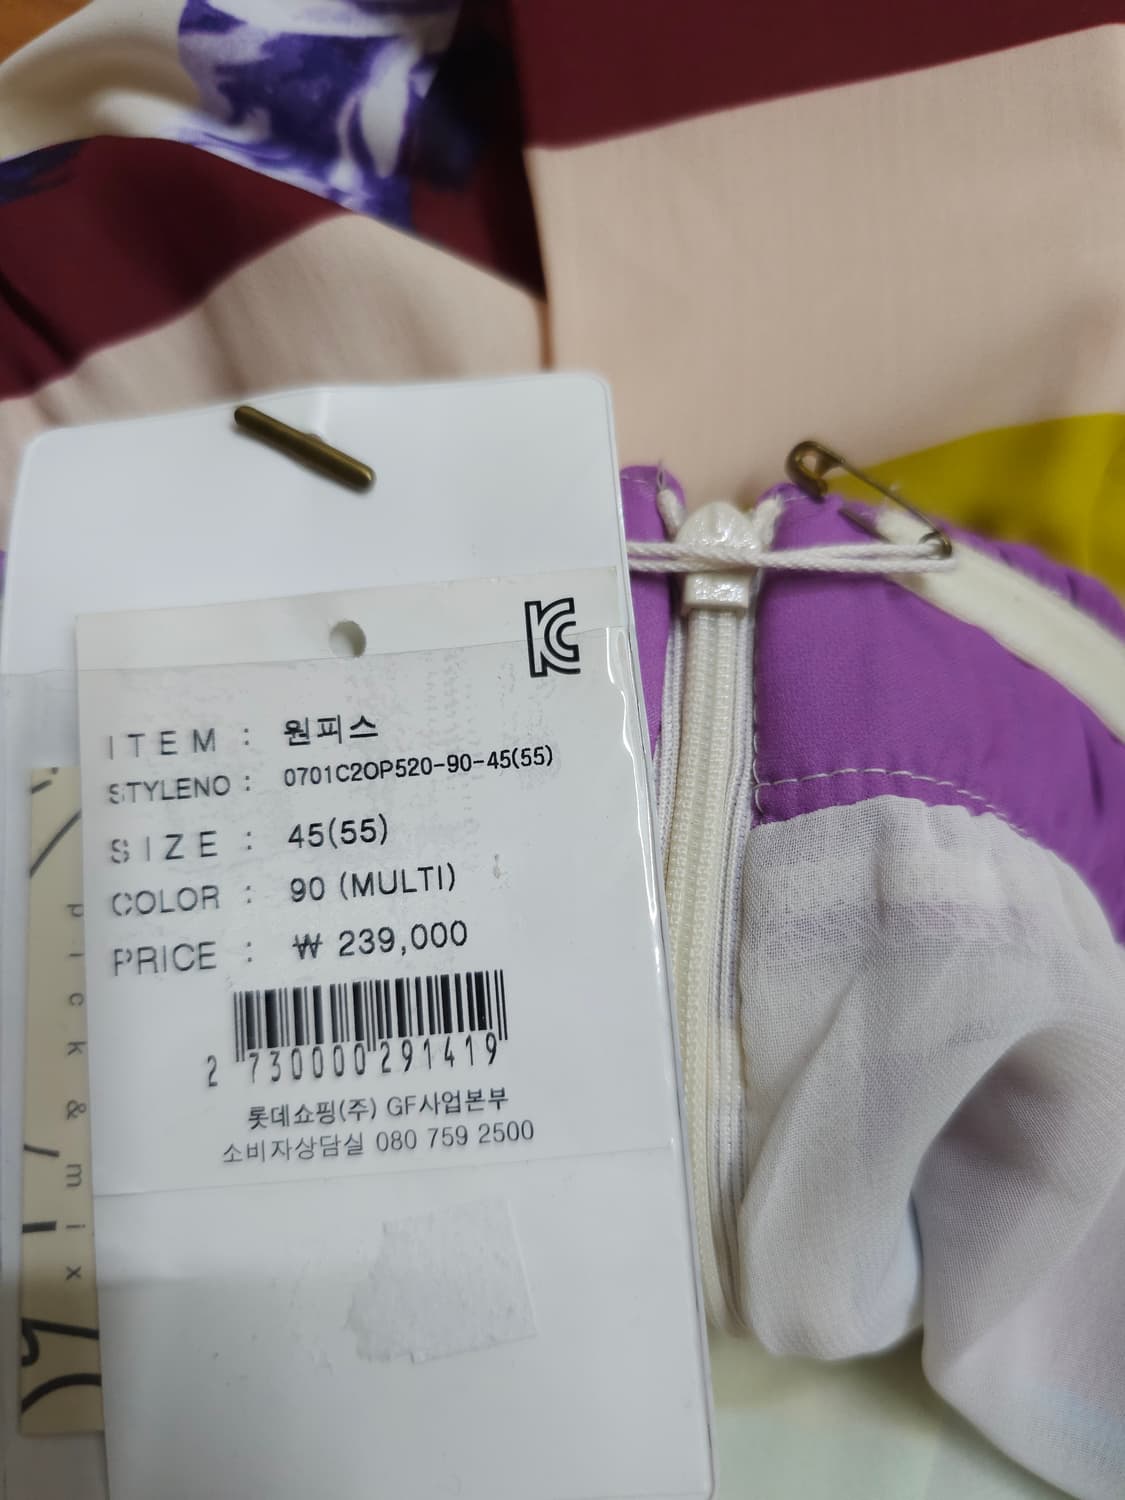 KC
ITEM : 원피스
STYLENO : 0701C2OP520-90-45(55)
SIZE : 45(55)
COLOR : 90 (MULTI)
PRICE : ₩ 239,000
2 730000 291419
롯데쇼핑(주) GF사업본부
소비자상담실 080 759 2500
pick & mix